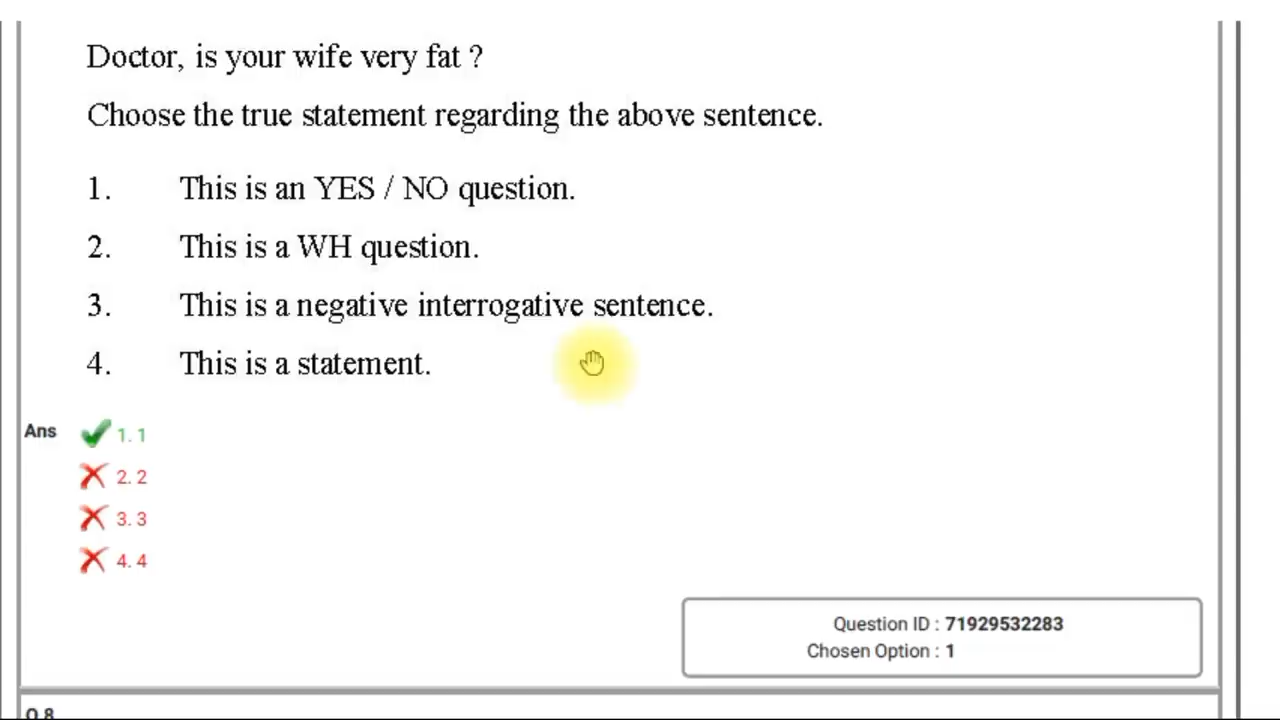 Doctor, is your wife very fat ?
Choose the true statement regarding the above sentence.
1. This is an YES / NO question.
2. This is a WH question.
3. This is a negative interrogative sentence.
4. This is a statement.
Ans 1. 1
2. 2
3. 3
4. 4
Question ID : 71929532283
Chosen Option : 1
Q.8